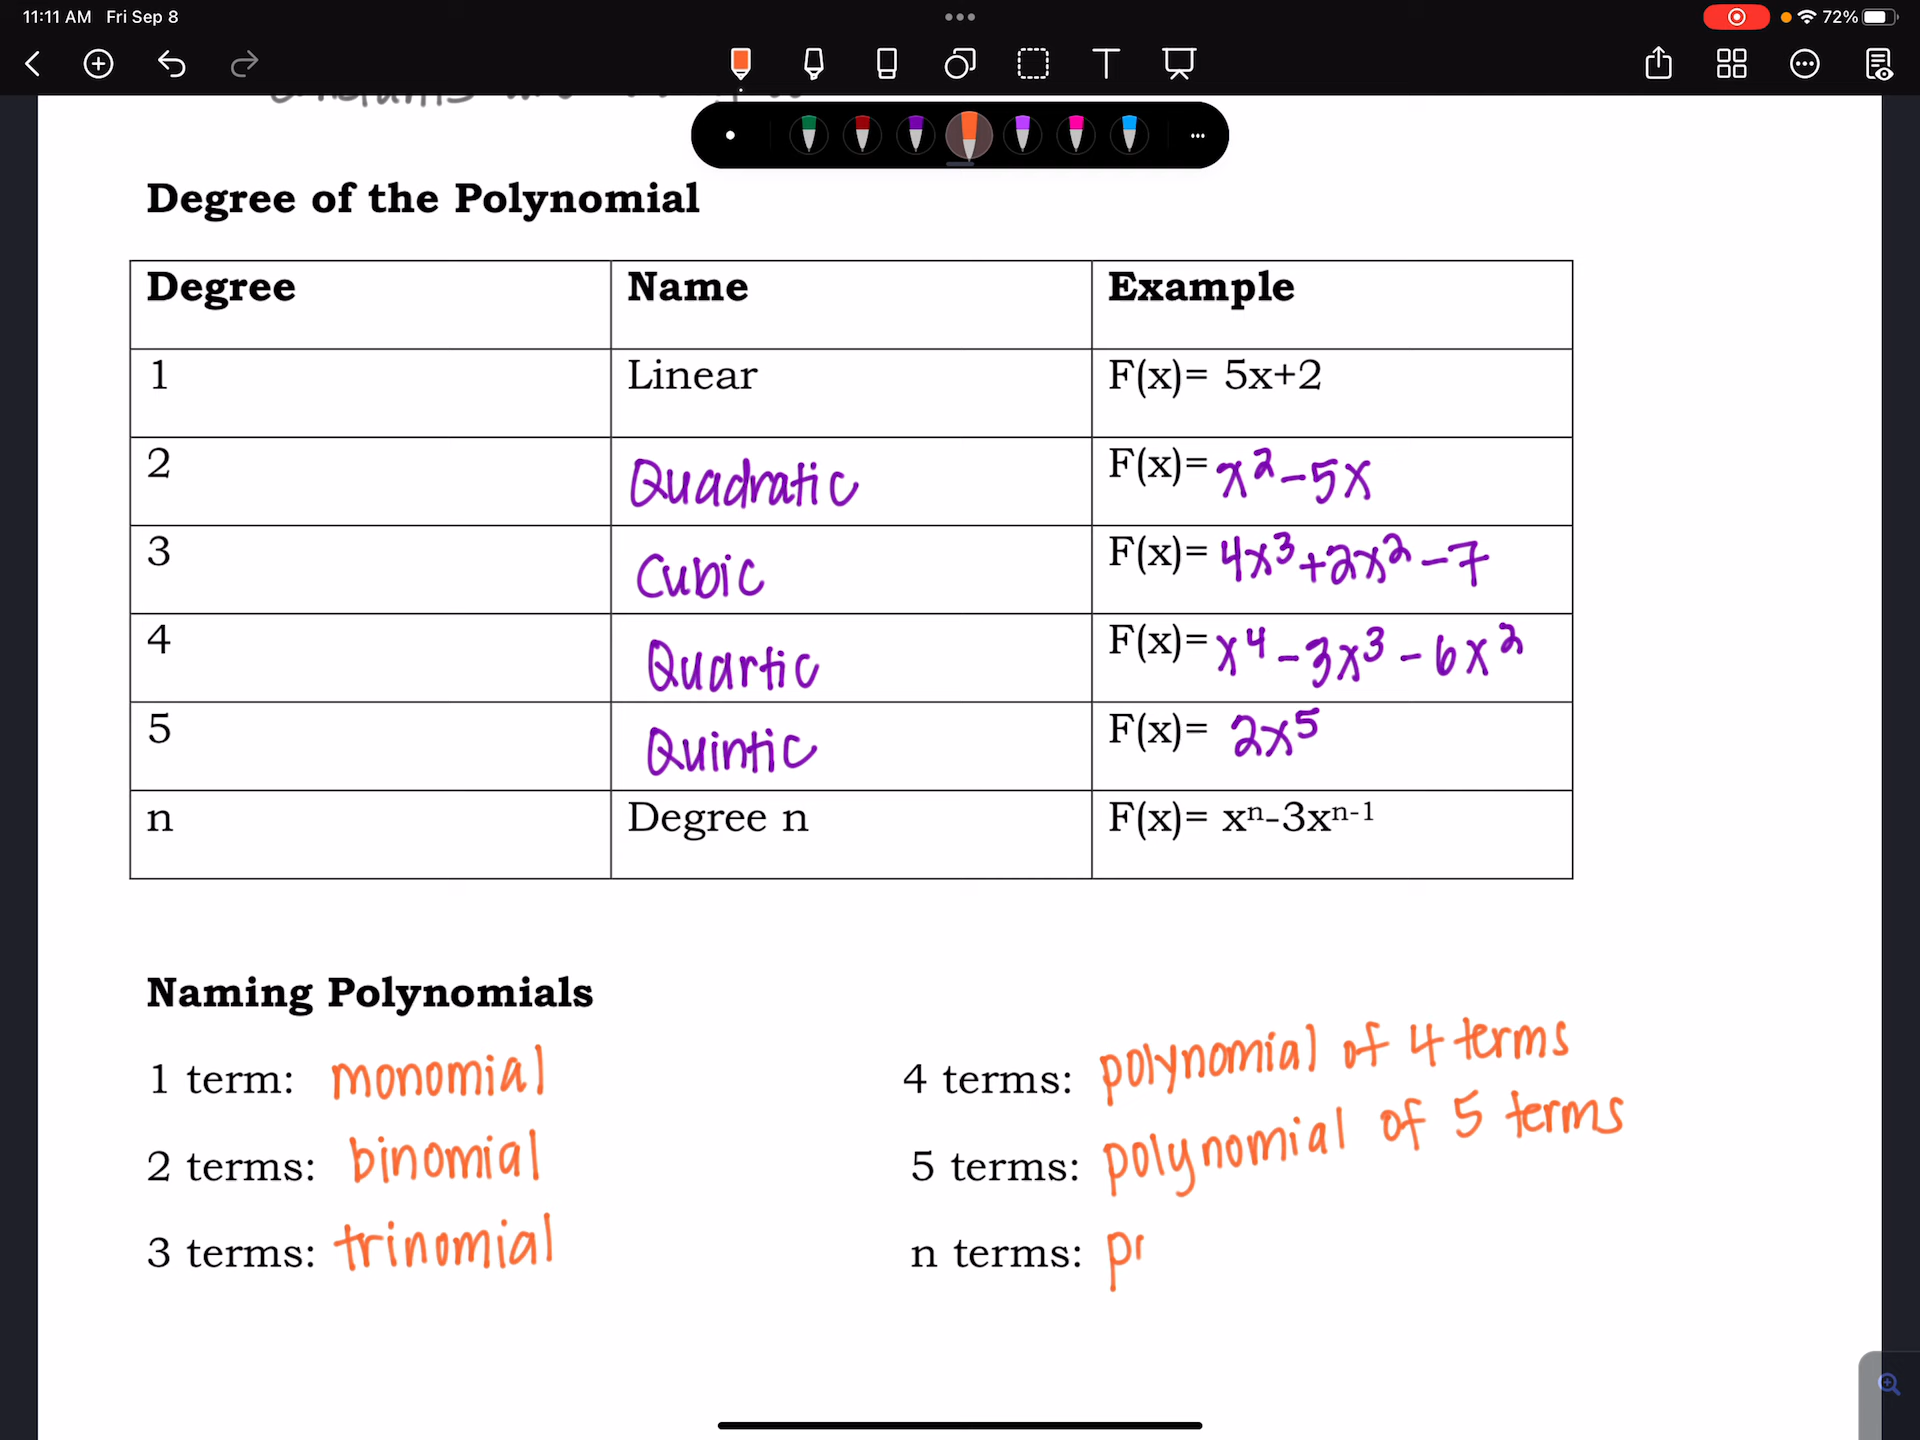 11:11 AM Fri Sep 8
72%
Degree of the Polynomial
Degree Name Example
1 Linear F(x)= 5x+2
2 Quadratic F(x)= x² -5x
3 Cubic F(x)= 4x³+2x² -7
4 Quartic F(x)= x⁴ -3x³ -6x²
5 Quintic F(x)= 2x⁵
n Degree n F(x)= xⁿ-3xⁿ⁻¹
Naming Polynomials
1 term: monomial 4 terms: polynomial of 4 terms
2 terms: binomial 5 terms: polynomial of 5 terms
3 terms: trinomial n terms: